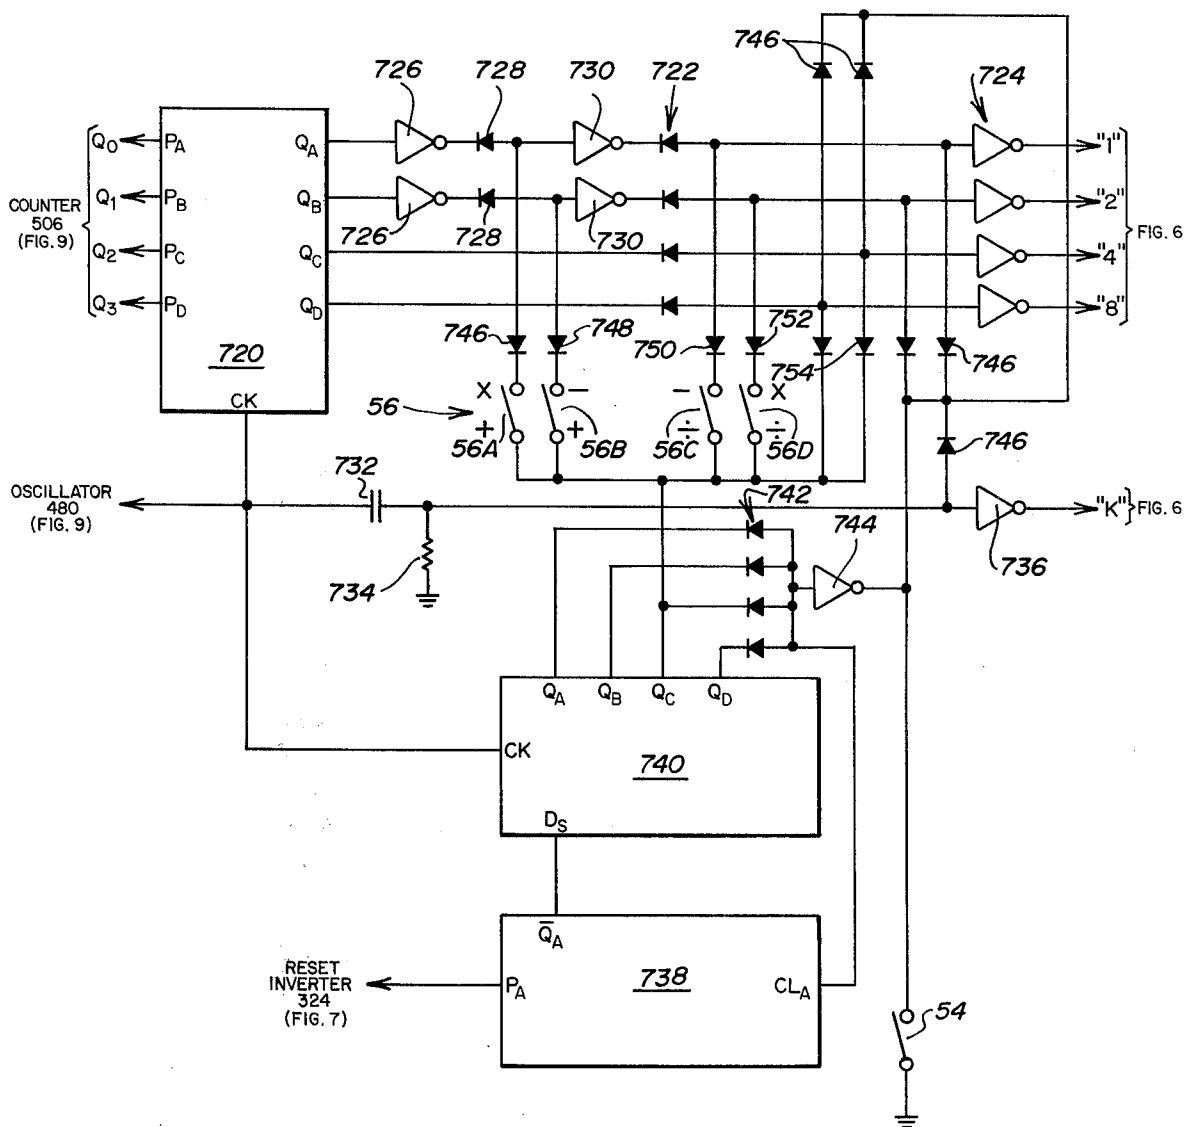 746
726 728 730 722 724
Q0 PA QA "1"
Q1 PB QB "2"
COUNTER
506
(FIG. 9)
726 728 730
FIG. 6
Q2 PC QC "4"
Q3 PD QD "8"
720
746 748 750 752 754 746
CK
56 X - - X
+ + ÷ ÷
56A 56B 56C 56D
746
OSCILLATOR
480
(FIG. 9)
732 742
"K" FIG. 6
734 744 736
QA QB QC QD
CK
740
DS
Q̅A
RESET
INVERTER
324
(FIG. 7)
PA 738 CLA
54